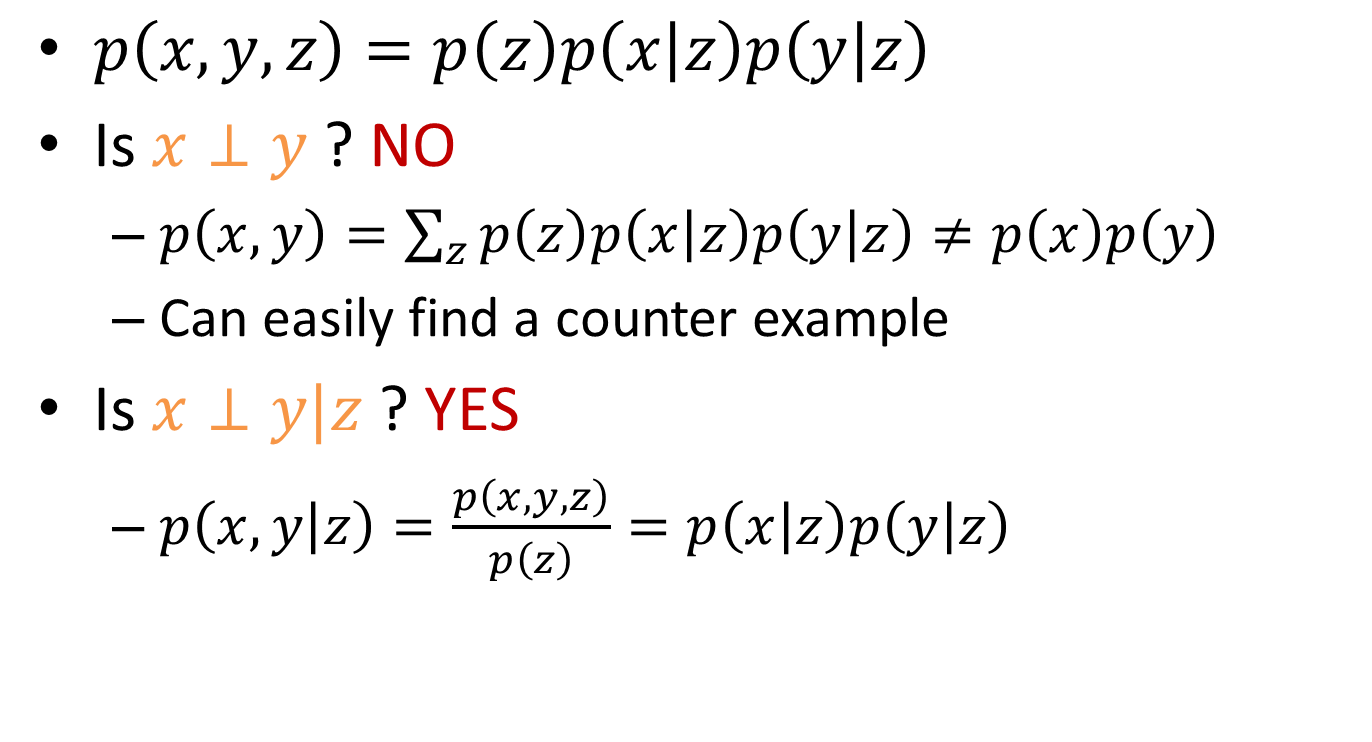 • p(x, y, z) = p(z)p(x|z)p(y|z)
• Is x ⊥ y ? NO
– p(x, y) = ∑_z p(z)p(x|z)p(y|z) ≠ p(x)p(y)
– Can easily find a counter example
• Is x ⊥ y|z ? YES
– p(x, y|z) = p(x,y,z)/p(z) = p(x|z)p(y|z)